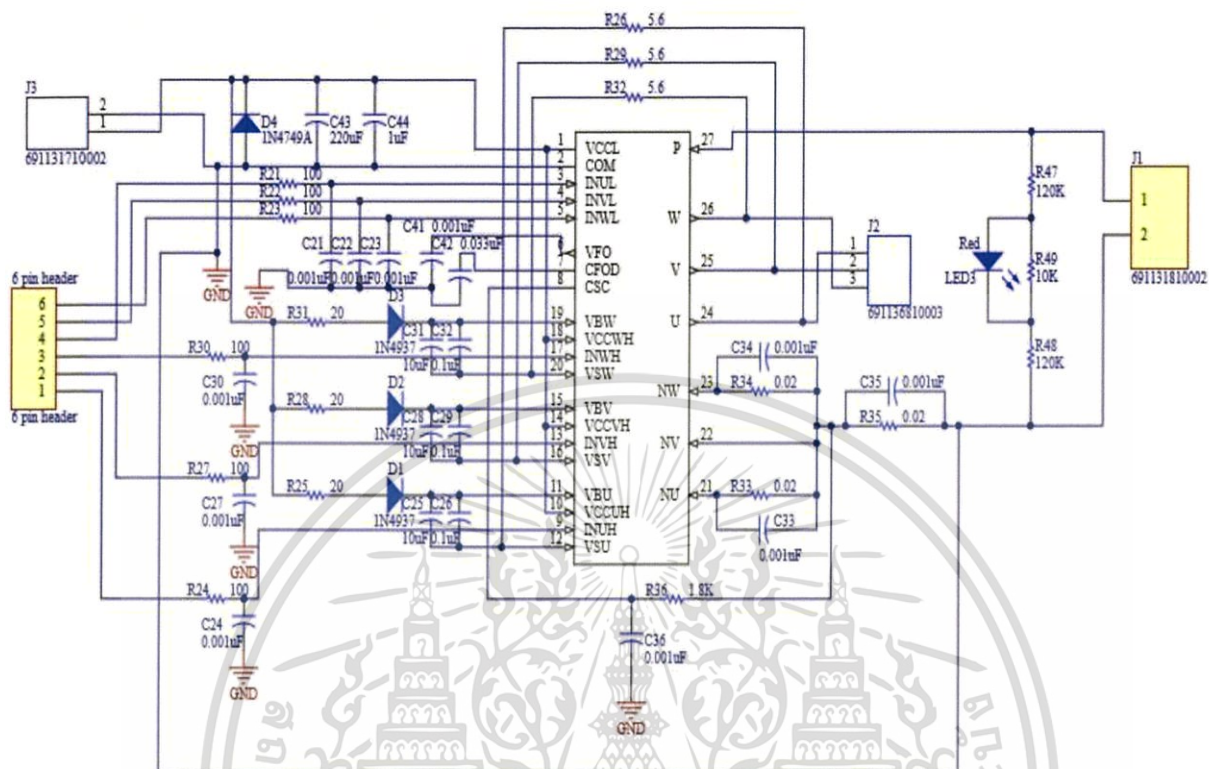 R26 5.6
R29 5.6
R32 5.6
J3
2
1
691131710002
D4
1N4749A
C43
220uF
C44
1uF
R21 100
R22 100
R23 100
C41 0.001uF
C42 0.033uF
C21 C22 C23
0.001uF 0.001uF 0.001uF
GND
GND
6 pin header
6
5
4
3
2
1
6 pin header
R31 20
D3
1N4937
C31 C32
10uF 0.1uF
R30 100
C30
0.001uF
GND
R28 20
D2
1N4937
C28 C29
10uF 0.1uF
R27 100
C27
0.001uF
GND
R25 20
D1
1N4937
C25 C26
10uF 0.1uF
R24 100
C24
0.001uF
GND
1 VCCL
2 COM
3 INUL
4 INVL
5 INWL
VFO
CFOD
8 CSC
19 VBW
18 VCCWH
17 INWH
20 VSW
15 VBV
14 VCCVH
13 INVH
16 VSV
11 VBU
10 VCCUH
9 INUH
12 VSU
P 27
W 26
V 25
U 24
NW 23
NV 22
NU 21
J2
1
2
3
691136810003
C34 0.001uF
R34 0.02
C35 0.001uF
R35 0.02
R33 0.02
C33
0.001uF
R36 1.8K
C36
0.001uF
GND
R47
120K
Red
LED3
R49
10K
R48
120K
J1
1
2
691131810002